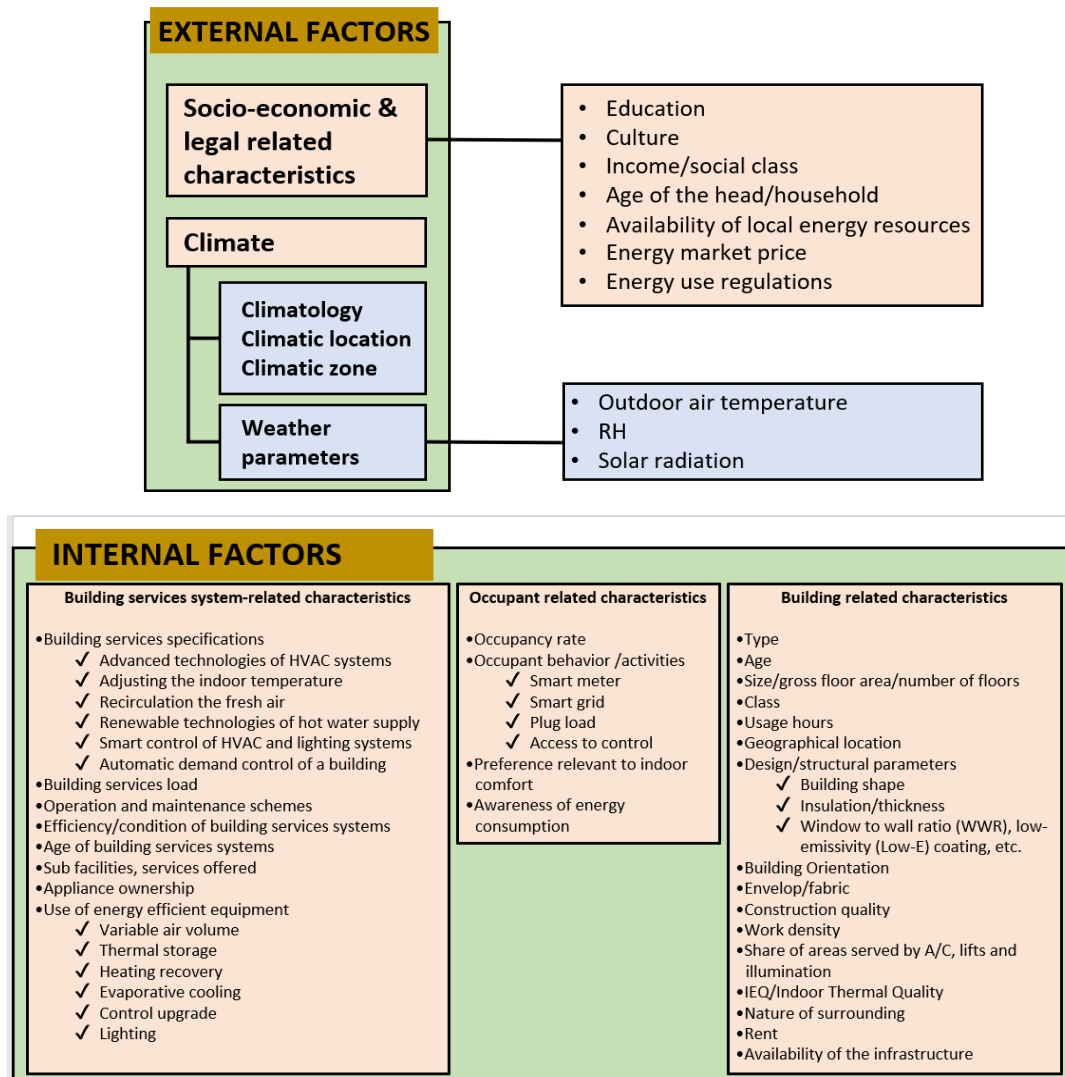 EXTERNAL FACTORS
Socio-economic &
legal related
characteristics
• Education
• Culture
• Income/social class
• Age of the head/household
• Availability of local energy resources
• Energy market price
• Energy use regulations
Climate
Climatology
Climatic location
Climatic zone
Weather
parameters
• Outdoor air temperature
• RH
• Solar radiation
INTERNAL FACTORS
Building services system-related characteristics
•Building services specifications
✓ Advanced technologies of HVAC systems
✓ Adjusting the indoor temperature
✓ Recirculation the fresh air
✓ Renewable technologies of hot water supply
✓ Smart control of HVAC and lighting systems
✓ Automatic demand control of a building
•Building services load
•Operation and maintenance schemes
•Efficiency/condition of building services systems
•Age of building services systems
•Sub facilities, services offered
•Appliance ownership
•Use of energy efficient equipment
✓ Variable air volume
✓ Thermal storage
✓ Heating recovery
✓ Evaporative cooling
✓ Control upgrade
✓ Lighting
Occupant related characteristics
•Occupancy rate
•Occupant behavior /activities
✓ Smart meter
✓ Smart grid
✓ Plug load
✓ Access to control
•Preference relevant to indoor
comfort
•Awareness of energy
consumption
Building related characteristics
•Type
•Age
•Size/gross floor area/number of floors
•Class
•Usage hours
•Geographical location
•Design/structural parameters
✓ Building shape
✓ Insulation/thickness
✓ Window to wall ratio (WWR), low-
emissivity (Low-E) coating, etc.
•Building Orientation
•Envelop/fabric
•Construction quality
•Work density
•Share of areas served by A/C, lifts and
illumination
•IEQ/Indoor Thermal Quality
•Nature of surrounding
•Rent
•Availability of the infrastructure